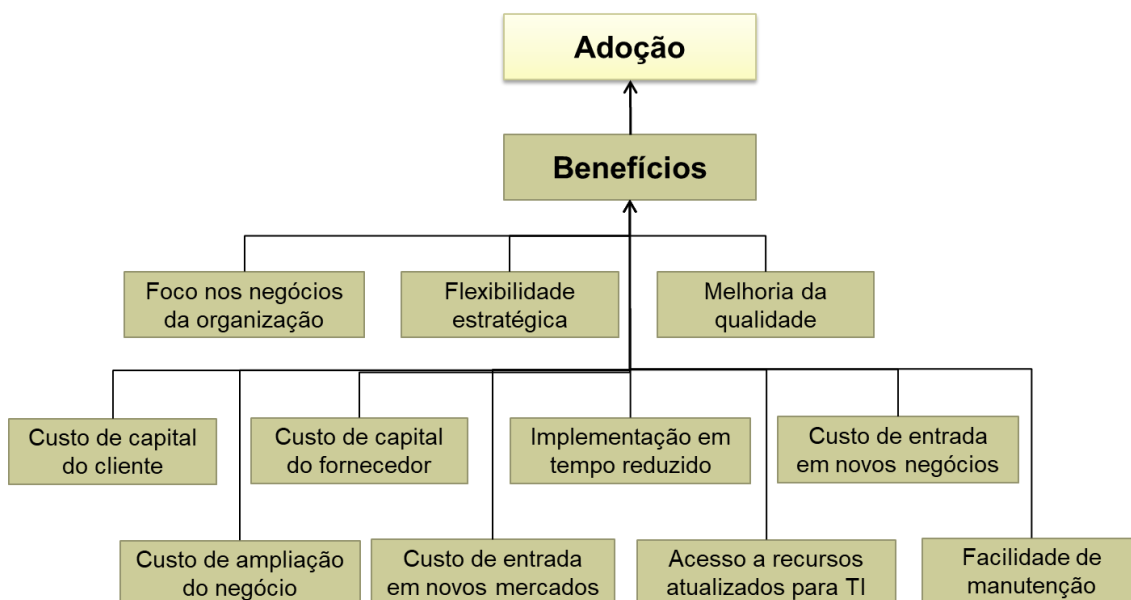 Adoção
Benefícios
Foco nos negócios
da organização
Flexibilidade
estratégica
Melhoria da
qualidade
Custo de capital
do cliente
Custo de capital
do fornecedor
Implementação em
tempo reduzido
Custo de entrada
em novos negócios
Custo de ampliação
do negócio
Custo de entrada
em novos mercados
Acesso a recursos
atualizados para TI
Facilidade de
manutenção